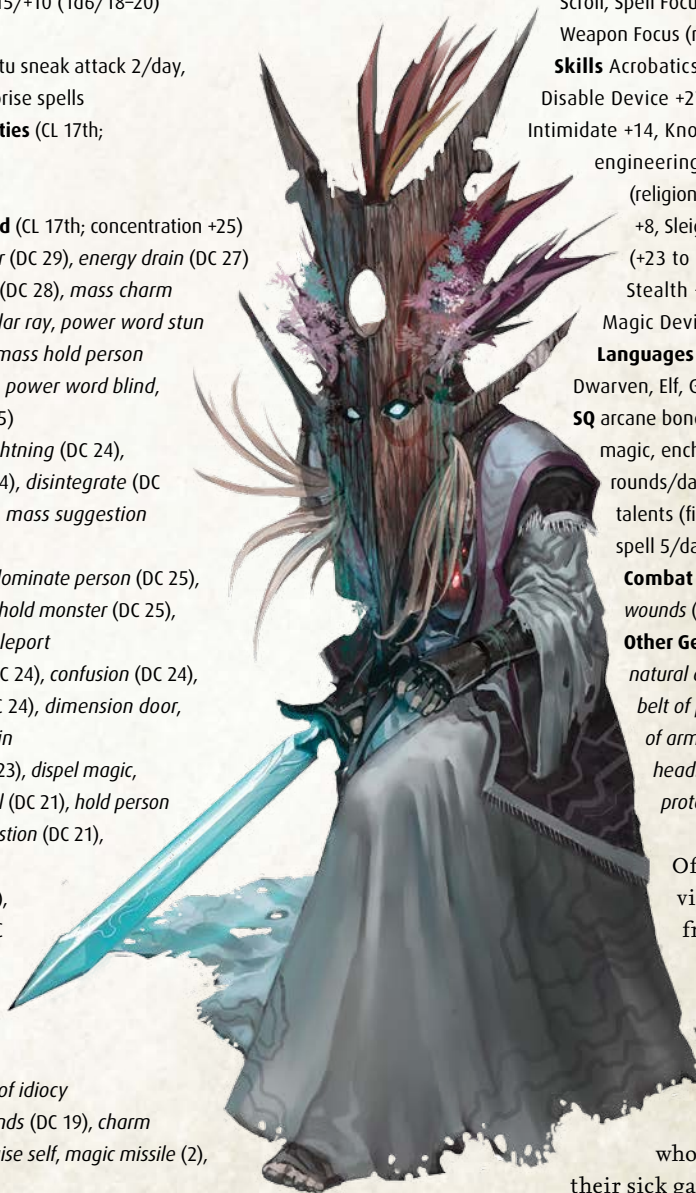 15/+10 (1d6/18–20)
tu sneak attack 2/day,
prise spells
ties (CL 17th;
d (CL 17th; concentration +25)
r (DC 29), energy drain (DC 27)
(DC 28), mass charm
lar ray, power word stun
mass hold person
, power word blind,
5)
htning (DC 24),
4), disintegrate (DC
, mass suggestion
dominate person (DC 25),
hold monster (DC 25),
leport
C 24), confusion (DC 24),
C 24), dimension door,
in
23), dispel magic,
l (DC 21), hold person
estion (DC 21),
),
C
of idiocy
nds (DC 19), charm
ise self, magic missile (2),
Scroll, Spell Focu
Weapon Focus (r
Skills Acrobatics
Disable Device +2
Intimidate +14, Kno
engineering
(religion
+8, Sleig
(+23 to
Stealth
Magic Devi
Languages
Dwarven, Elf, G
SQ arcane bond
magic, ench
rounds/da
talents (fi
spell 5/da
Combat
wounds (
Other Ge
natural a
belt of p
of arm
head
prote
Of
vi
fr
who
their sick ga